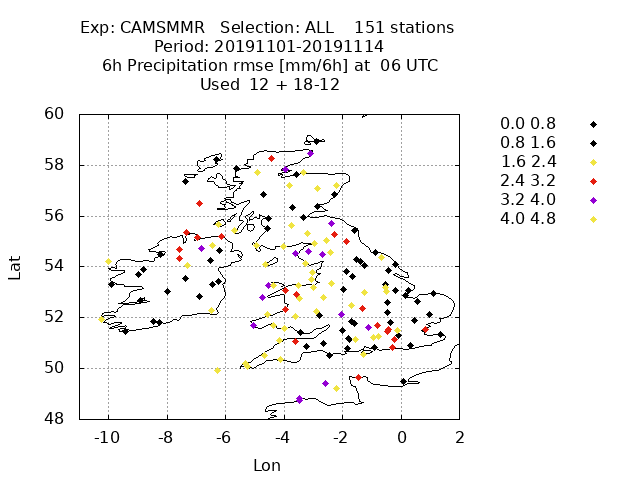 Exp: CAMSMMR Selection: ALL 151 stations
Period: 20191101-20191114
6h Precipitation rmse [mm/6h] at 06 UTC
Used 12 + 18-12
60
58
56
54
52
50
48
Lat
-10 -8 -6 -4 -2 0 2
Lon
0.0 0.8
0.8 1.6
1.6 2.4
2.4 3.2
3.2 4.0
4.0 4.8